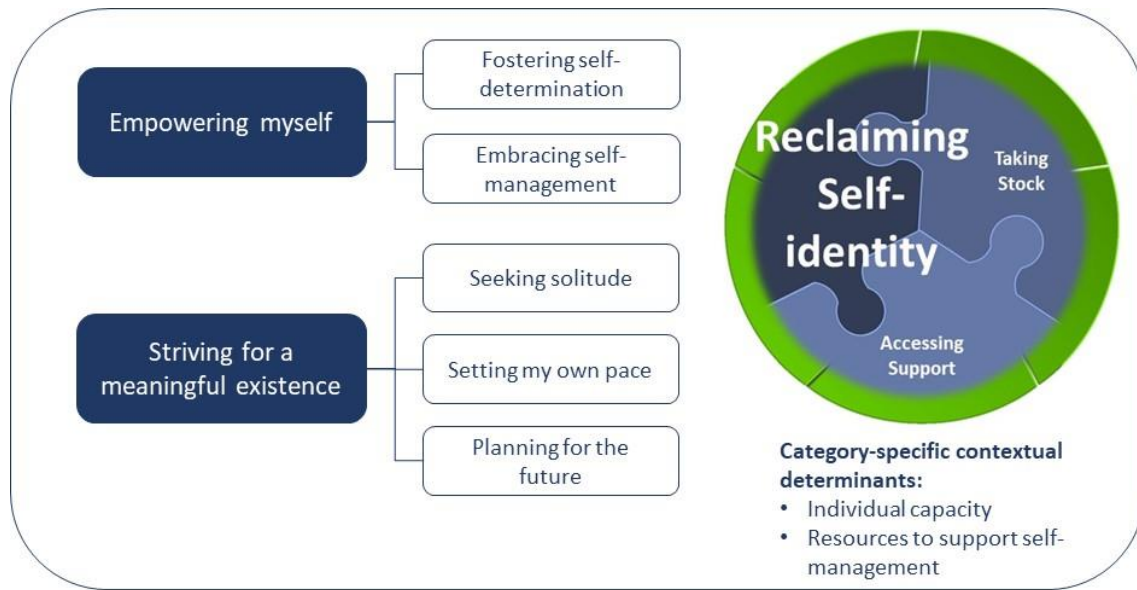 Empowering myself
Fostering self-
determination
Embracing self-
management
Striving for a
meaningful existence
Seeking solitude
Setting my own pace
Planning for the
future
Reclaiming
Self-
identity
Taking
Stock
Accessing
Support
Category-specific contextual
determinants:
• Individual capacity
• Resources to support self-
management